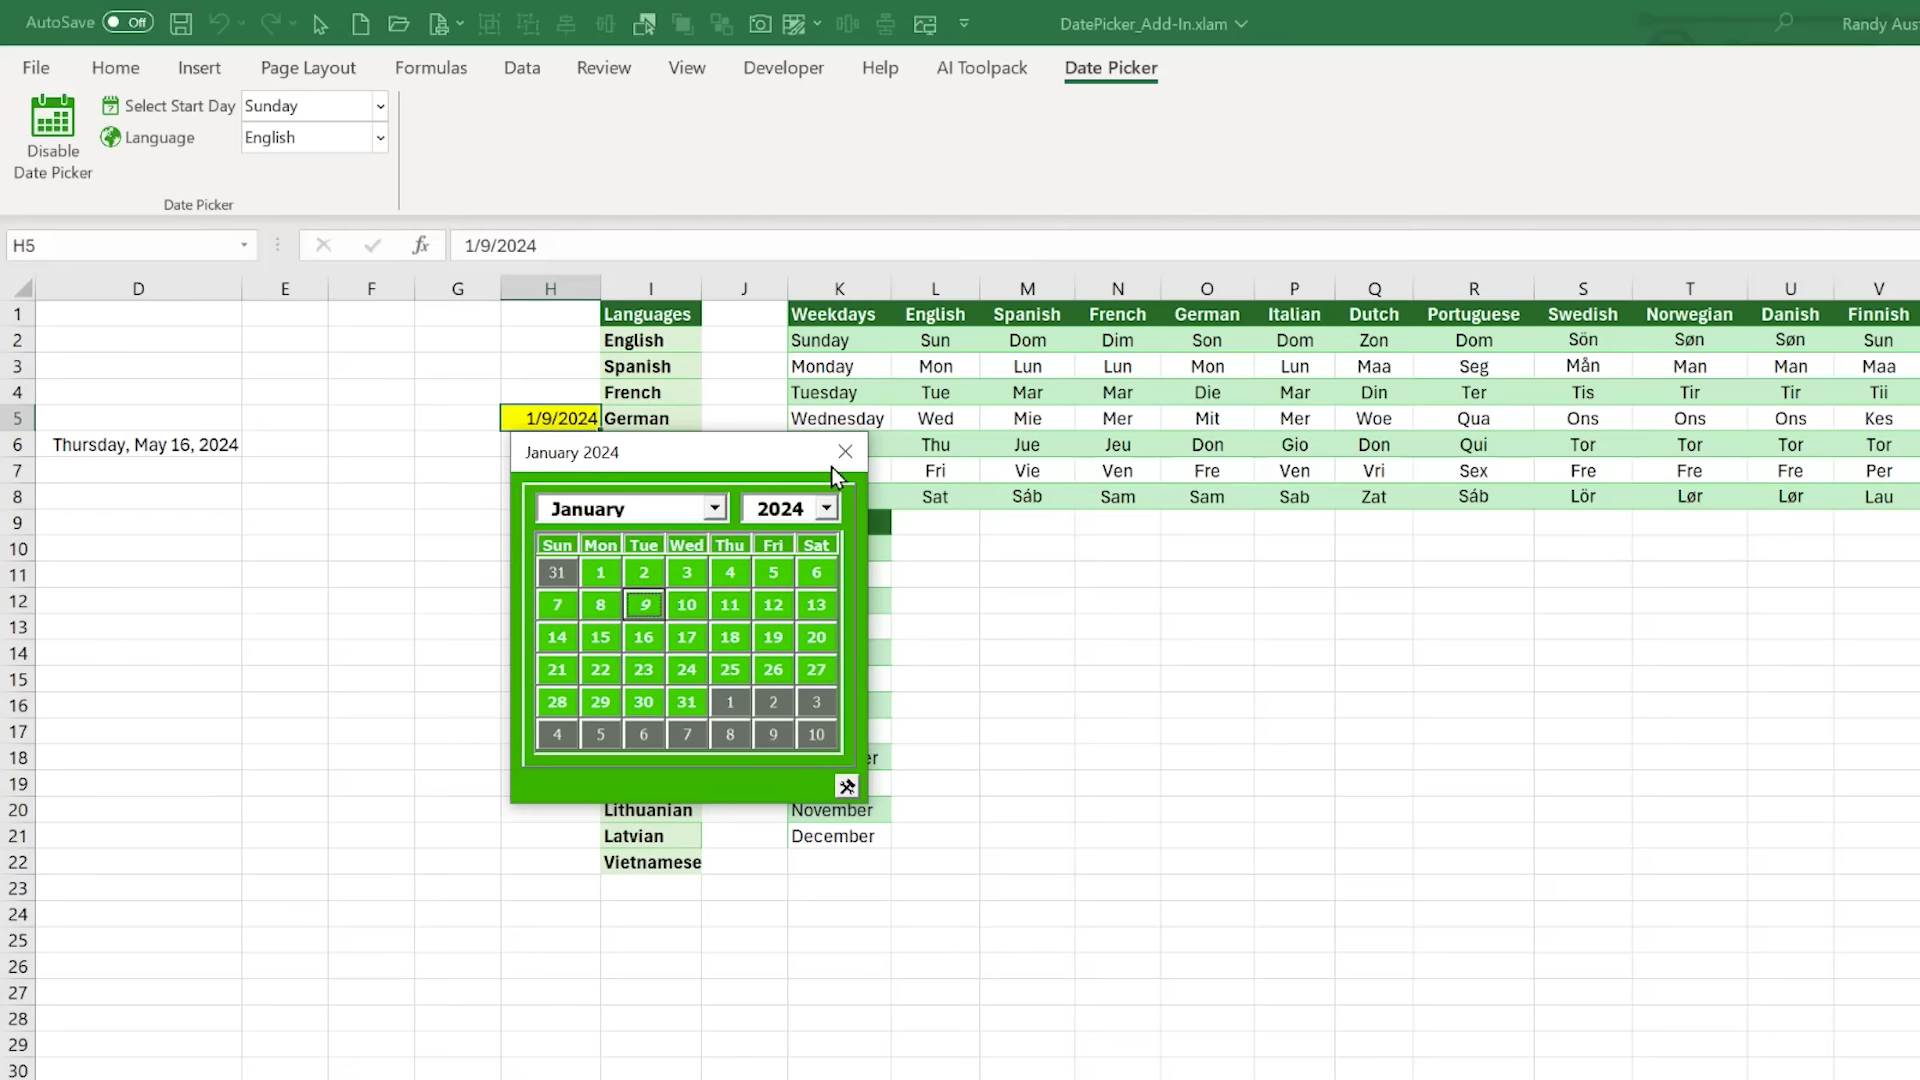 AutoSave Off DatePicker_Add-In.xlam Randy Aus
File Home Insert Page Layout Formulas Data Review View Developer Help AI Toolpack Date Picker
Select Start Day Sunday
Language English
Disable
Date Picker
Date Picker
H5 fx 1/9/2024
D E F G H I J K L M N O P Q R S T U V
1 Languages Weekdays English Spanish French German Italian Dutch Portuguese Swedish Norwegian Danish Finnish
2 English Sunday Sun Dom Dim Son Dom Zon Dom Sön Søn Søn Sun
3 Spanish Monday Mon Lun Lun Mon Lun Maa Seg Mån Man Man Maa
4 French Tuesday Tue Mar Mar Die Mar Din Ter Tis Tir Tir Tii
5 1/9/2024 German Wednesday Wed Mie Mer Mit Mer Woe Qua Ons Ons Ons Kes
6 Thursday, May 16, 2024 Thu Jue Jeu Don Gio Don Qui Tor Tor Tor Tor
7 Fri Vie Ven Fre Ven Vri Sex Fre Fre Fre Per
8 Sat Sáb Sam Sam Sab Zat Sáb Lör Lør Lør Lau
January 2024
January 2024
Sun Mon Tue Wed Thu Fri Sat
31 1 2 3 4 5 6
7 8 9 10 11 12 13
14 15 16 17 18 19 20
21 22 23 24 25 26 27
28 29 30 31 1 2 3
4 5 6 7 8 9 10
9
10
11
12
13
14
15
16
17
18 er
19
20 Lithuanian November
21 Latvian December
22 Vietnamese
23
24
25
26
27
28
29
30